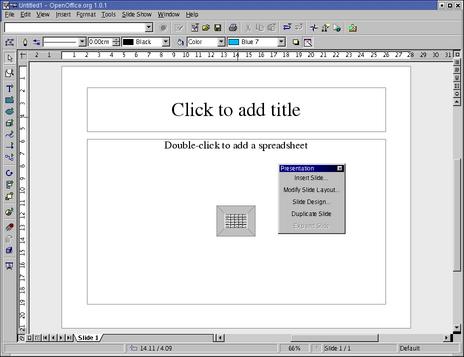 Untitled1 - OpenOffice.org 1.0.1
File Edit View Insert Format Tools Slide Show Window Help
0.00cm Black Color Blue 7
Click to add title
Double-click to add a spreadsheet
Presentation
Insert Slide...
Modify Slide Layout...
Slide Design...
Duplicate Slide
Expand Slide
Slide 1
14.11 / 4.09 66% * Slide 1 / 1 Default